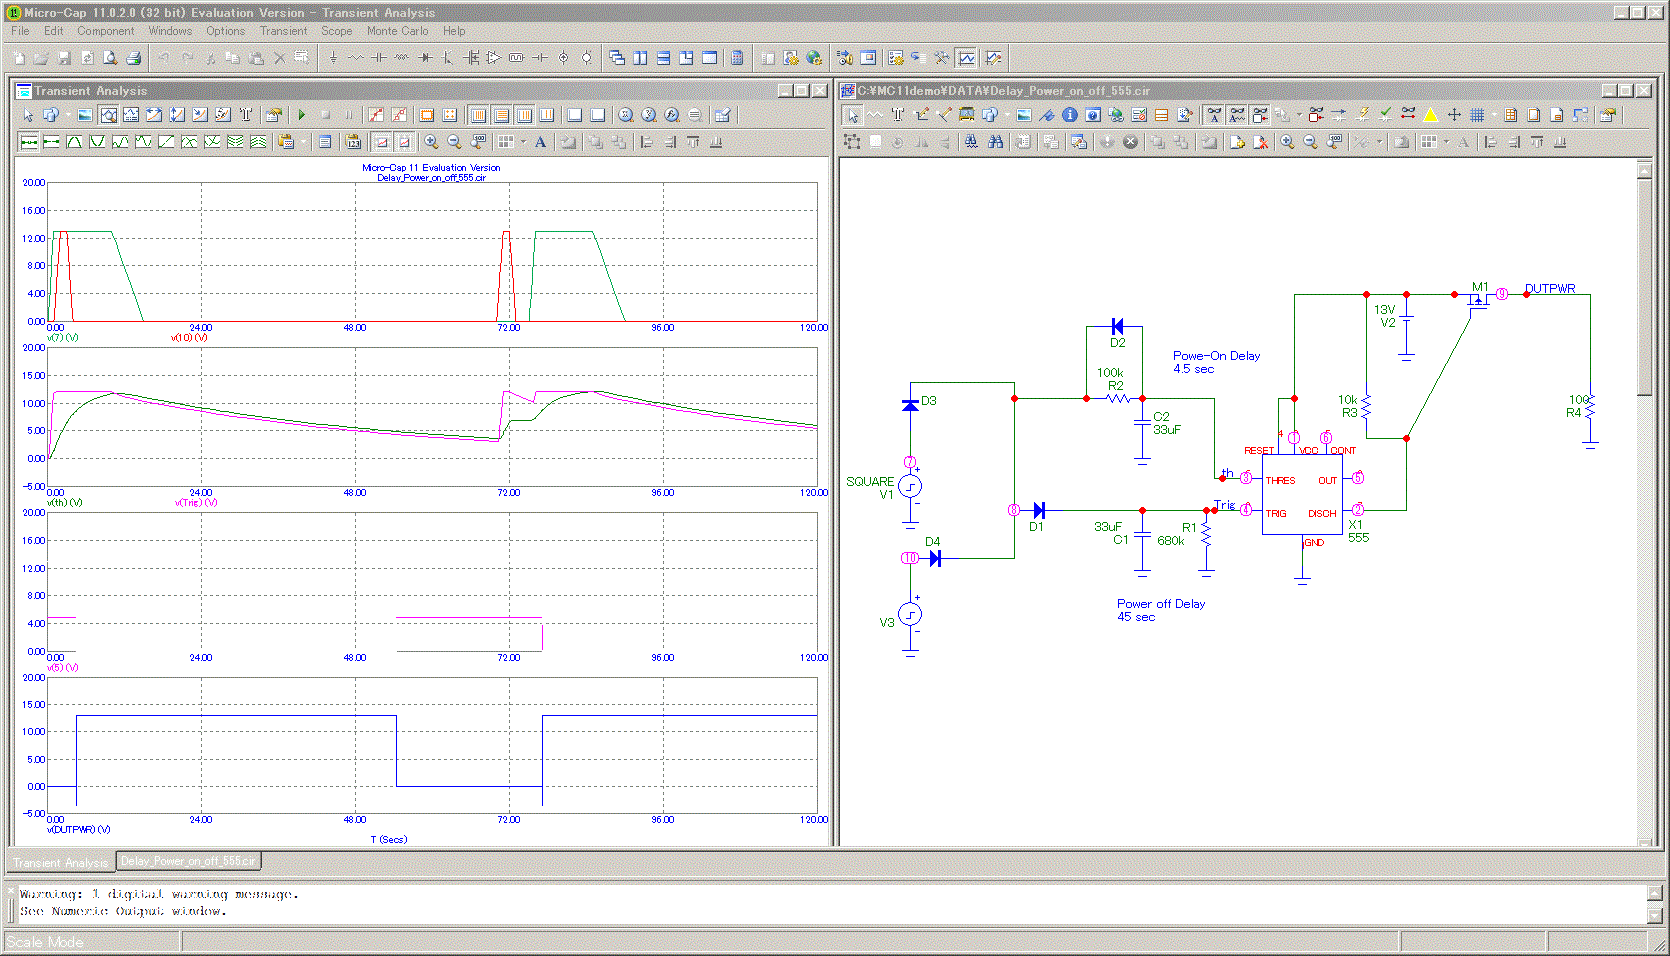 Micro-Cap 11.0.2.0 (32 bit) Evaluation Version - Transient Analysis
File Edit Component Windows Options Transient Scope Monte Carlo Help
Transient Analysis
Micro-Cap 11 Evaluation Version
Delay_Power_on_off_555.cir
20.00
16.00
12.00
8.00
4.00
0.00
0.00 24.00 48.00 72.00 96.00 120.00
v(7) (V) v(10) (V)
20.00
15.00
10.00
5.00
0.00
-5.00
0.00 24.00 48.00 72.00 96.00 120.00
v(th) (V) v(Trig) (V)
20.00
16.00
12.00
8.00
4.00
0.00
0.00 24.00 48.00 72.00 96.00 120.00
v(5) (V)
20.00
15.00
10.00
5.00
0.00
-5.00
0.00 24.00 48.00 72.00 96.00 120.00
v(DUTPWR) (V)
T (Secs)
C:¥MC11demo¥DATA¥Delay_Power_on_off_555.cir
M1 9 DUTPWR
13V
V2
D2
Powe-On Delay
4.5 sec
100k
R2
D3
C2
33uF
10k
R3
100
R4
4 1 6
RESET VCC CONT
7
SQUARE
V1
th 3 THRES OUT 5
8
D1
33uF
C1
R1
680k
Trig 4 TRIG DISCH 2
X1
555
GND
D4
10
Power off Delay
45 sec
V3
Transient Analysis Delay_Power_on_off_555.cir
Warning: 1 digital warning message.
See Numeric Output window.
Scale Mode